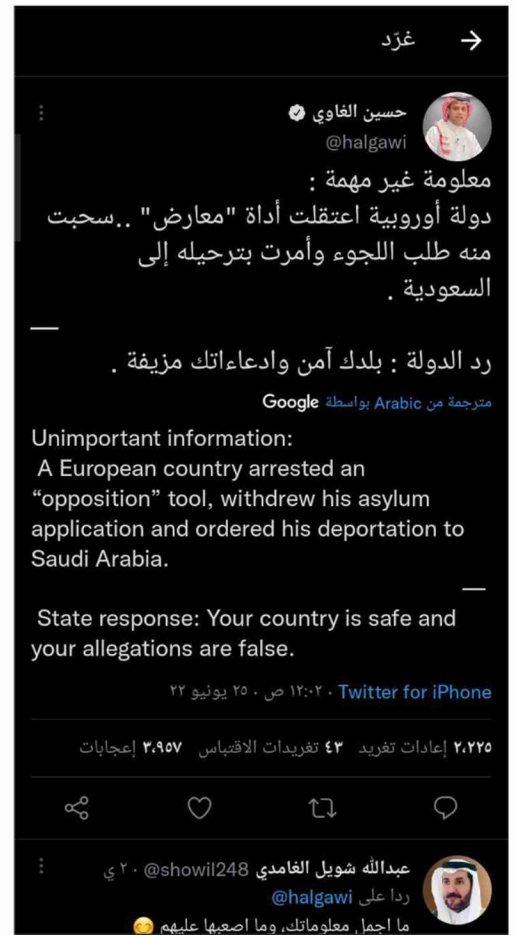 غرّد
حسين الغاوي
@halgawi
معلومة غير مهمة :
دولة أوروبية اعتقلت أداة "معارض" ..سحبت
منه طلب اللجوء وأمرت بترحيله إلى
السعودية .
—
رد الدولة : بلدك آمن وادعاءاتك مزيفة .
مترجمة من Arabic بواسطة Google
Unimportant information:
A European country arrested an
“opposition” tool, withdrew his asylum
application and ordered his deportation to
Saudi Arabia.
—
State response: Your country is safe and
your allegations are false.
١٢:٠٢ ص · ٢٥ يونيو ٢٢ · Twitter for iPhone
٢،٢٢٥ إعادات تغريد ٤٣ تغريدات الاقتباس ٣،٩٥٧ إعجابات
عبدالله شويل الغامدي @showil248 · ٢٠ ي
ردا على @halgawi
ما اجمل معلوماتك، وما اصعبها عليهم 😊